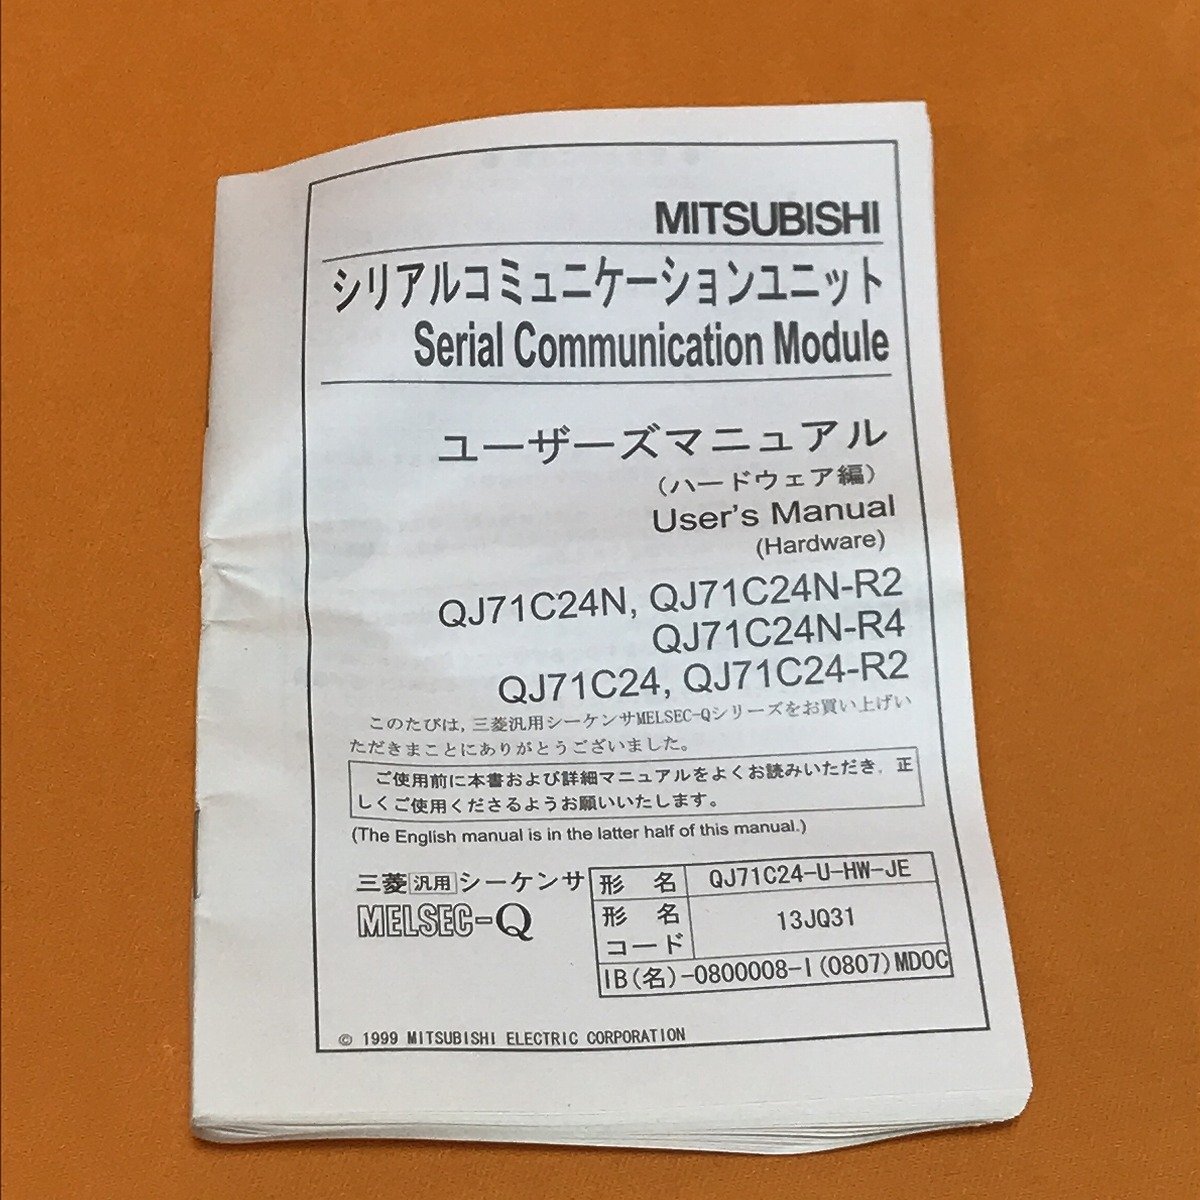 MITSUBISHI
シリアルコミュニケーションユニット
Serial Communication Module
ユーザーズマニュアル
(ハードウェア編)
User's Manual
(Hardware)
QJ71C24N, QJ71C24N-R2
QJ71C24N-R4
QJ71C24, QJ71C24-R2
このたびは,三菱汎用シーケンサMELSEC-Qシリーズをお買い上げい
ただきまことにありがとうございました。
ご使用前に本書および詳細マニュアルをよくお読みいただき,正
しくご使用くださるようお願いいたします。
(The English manual is in the latter half of this manual.)
三菱汎用シーケンサ
MELSEC-Q
形名 QJ71C24-U-HW-JE
形名コード 13JQ31
IB(名)-0800008-I(0807)MDOC
© 1999 MITSUBISHI ELECTRIC CORPORATION